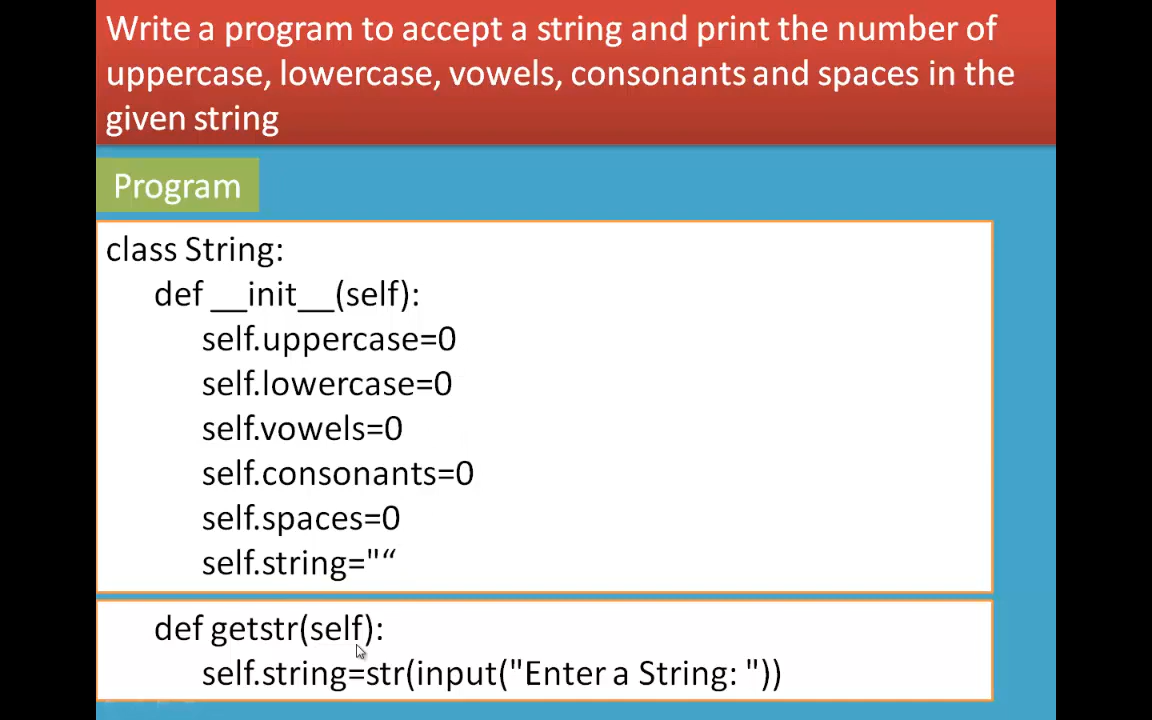 Write a program to accept a string and print the number of
uppercase, lowercase, vowels, consonants and spaces in the
given string
Program
class String:
def __init__(self):
self.uppercase=0
self.lowercase=0
self.vowels=0
self.consonants=0
self.spaces=0
self.string="“
def getstr(self):
self.string=str(input("Enter a String: "))